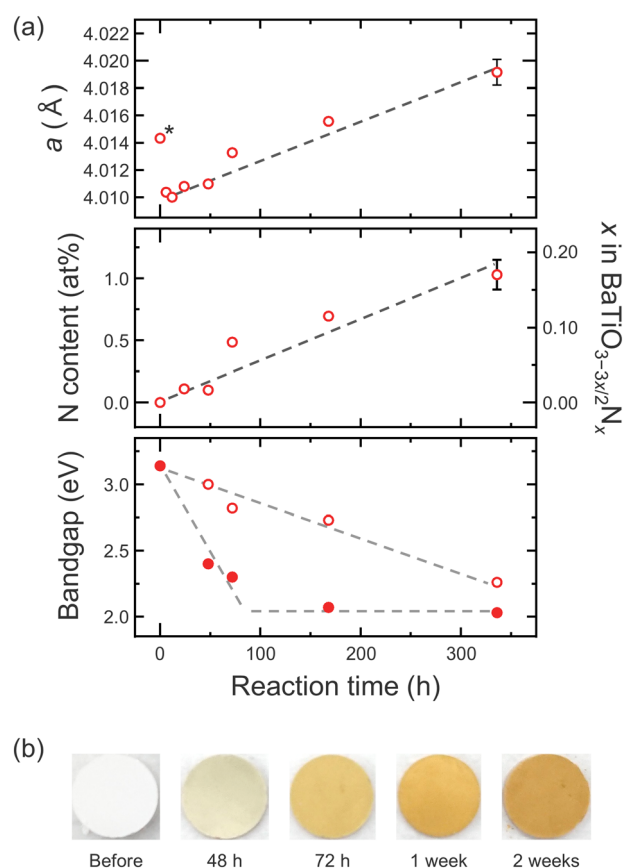 (a)
a (Å)
4.022
4.020
4.018
4.016
4.014
4.012
4.010
*
N content (at%)
1.0
0.5
0.0
0.20
0.10
0.00
x in BaTiO3−3x/2Nx
Bandgap (eV)
3.0
2.5
2.0
0 100 200 300
Reaction time (h)
(b)
Before 48 h 72 h 1 week 2 weeks